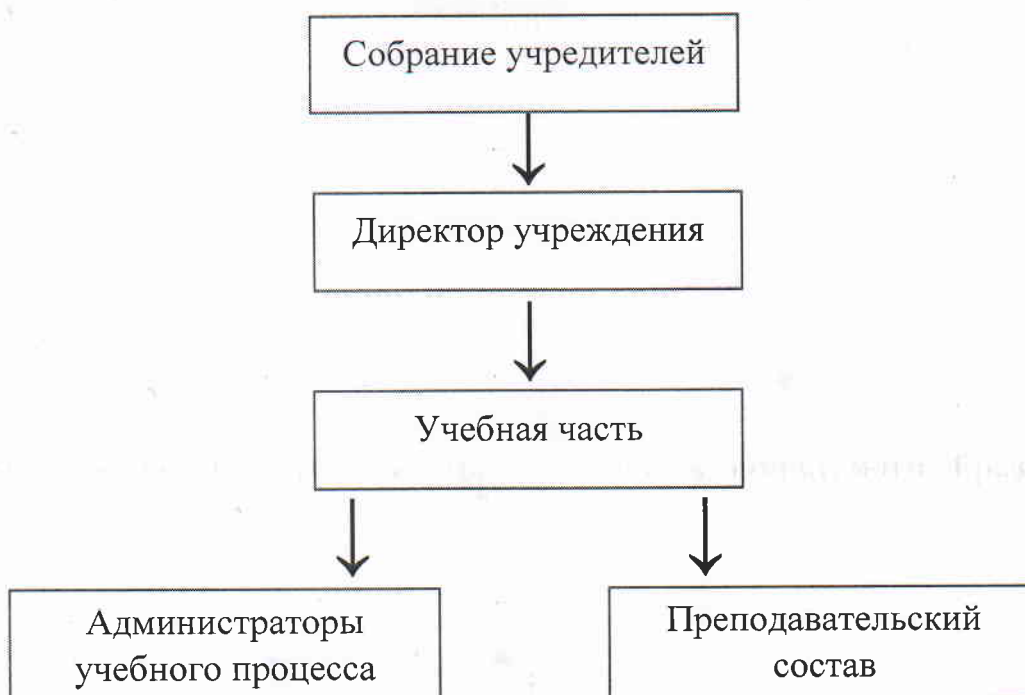 Собрание учредителей
Директор учреждения
Учебная часть
Администраторы
учебного процесса
Преподавательский
состав